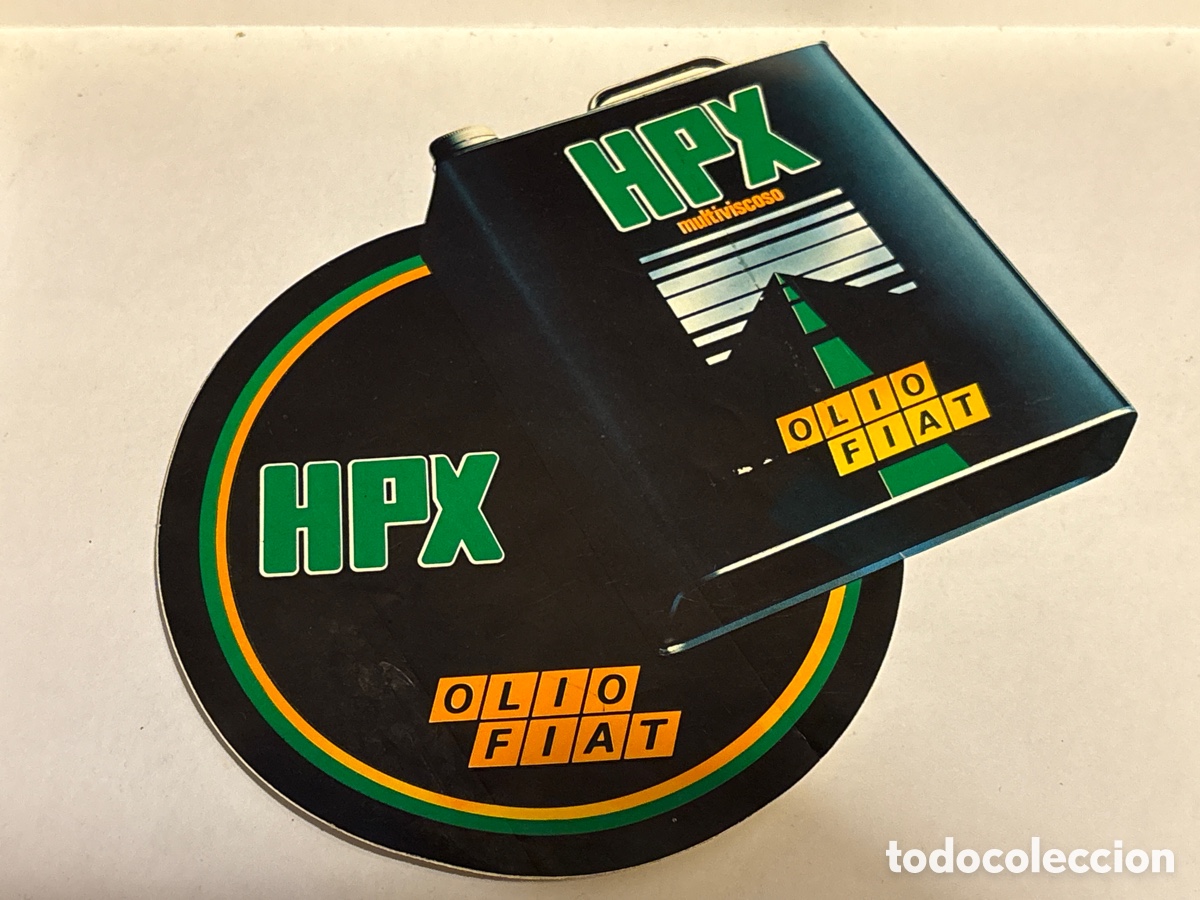 HPX
multiviscoso
OLIO
FIAT
HPX
OLIO
FIAT
todocoleccion